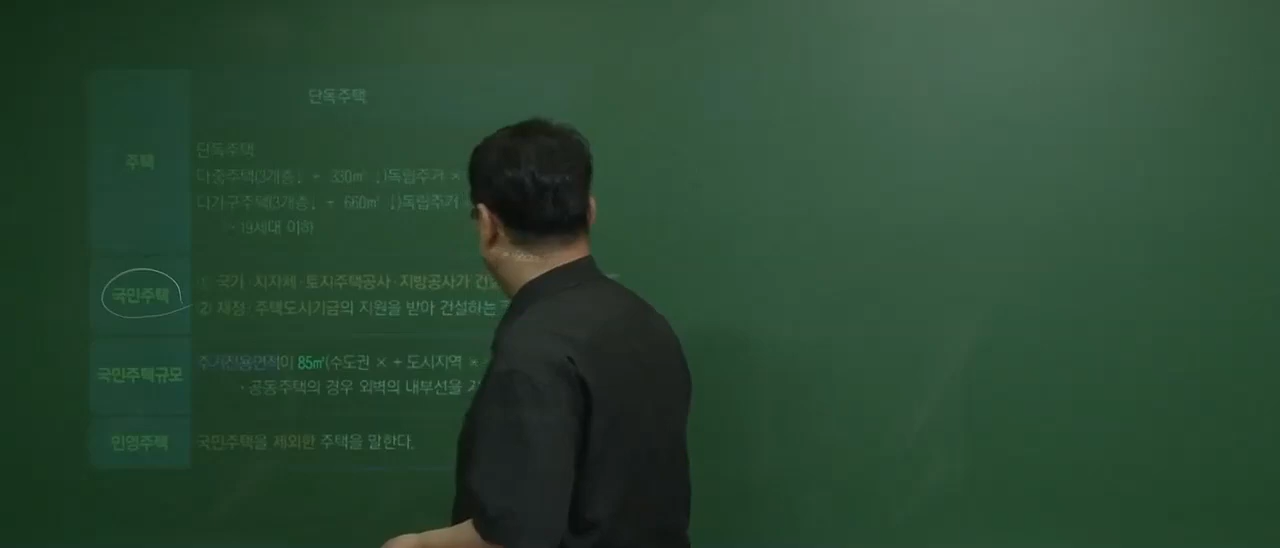 단독주택
주택
단독주택
다중주택(3개층↓ + 330㎡ ↓)독립주거 ×
다가구주택(3개층↓ + 660㎡ ↓)독립주거
~ 19세대 이하
국민주택
① 국가·지자체·토지주택공사·지방공사가
② 재정·주택도시기금의 지원을 받아 건설하는
국민주택규모
주거전용면적이 85㎡(수도권 × + 도시지역 ×
·공동주택의 경우 외벽의 내부선을
민영주택
국민주택을 제외한 주택을 말한다.